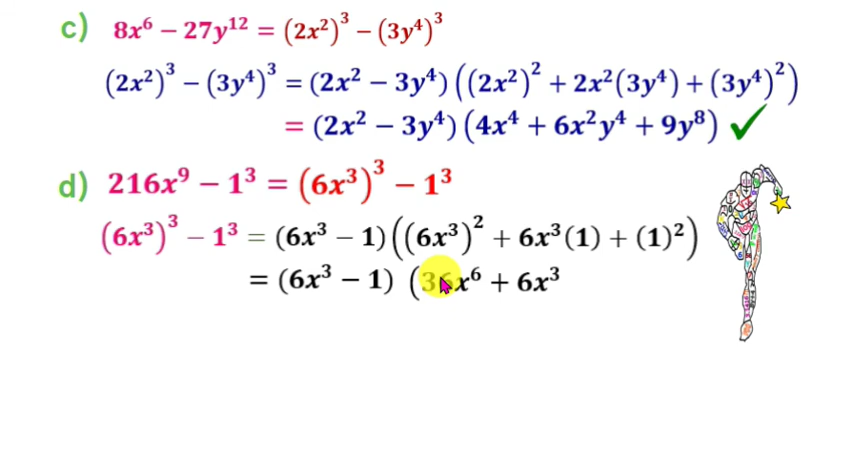 c) 8x⁶ − 27y¹² = (2x²)³ − (3y⁴)³
(2x²)³ − (3y⁴)³ = (2x² − 3y⁴)((2x²)² + 2x²(3y⁴) + (3y⁴)²)
= (2x² − 3y⁴)(4x⁴ + 6x²y⁴ + 9y⁸)
d) 216x⁹ − 1³ = (6x³)³ − 1³
(6x³)³ − 1³ = (6x³ − 1)((6x³)² + 6x³(1) + (1)²)
= (6x³ − 1) (36x⁶ + 6x³